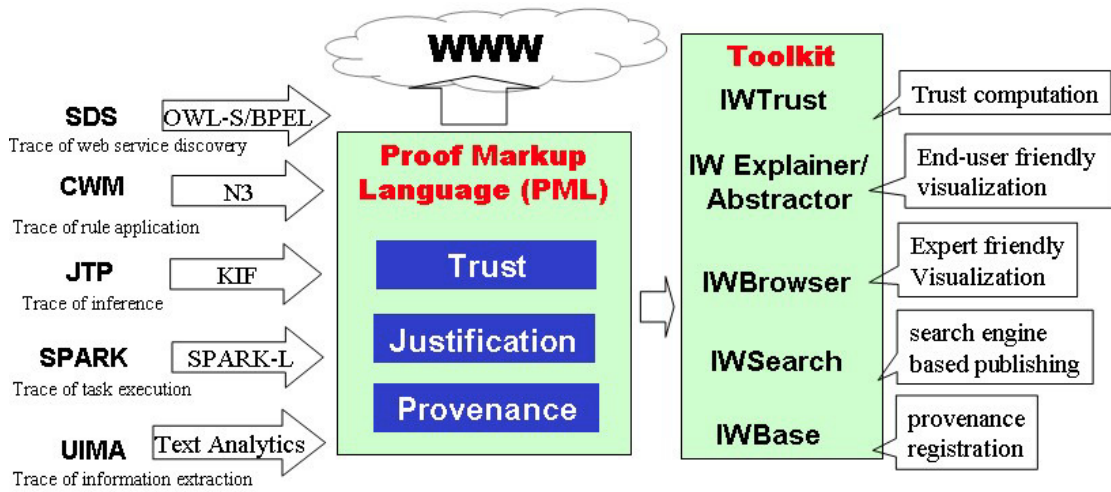 WWW
SDS
OWL-S/BPEL
Trace of web service discovery
CWM
N3
Trace of rule application
JTP
KIF
Trace of inference
SPARK
SPARK-L
Trace of task execution
UIMA
Text Analytics
Trace of information extraction
Proof Markup
Language (PML)
Trust
Justification
Provenance
Toolkit
IWTrust
Trust computation
IW Explainer/
Abstractor
End-user friendly
visualization
IWBrowser
Expert friendly
Visualization
IWSearch
search engine
based publishing
IWBase
provenance
registration